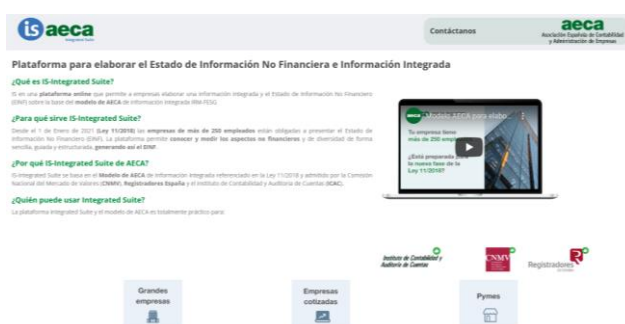 is aeca
Integrated Suite
Contáctanos
aeca
Asociación Española de Contabilidad
y Administración de Empresas
Plataforma para elaborar el Estado de Información No Financiera e Información Integrada
¿Qué es IS-Integrated Suite?
IS es una plataforma online que permite a empresas elaborar una información integrada y el Estado de Información No Financiero
(EINF) sobre la base del modelo de AECA de información integrada
¿Para qué sirve IS-Integrated Suite?
Desde el 1 de Enero de 2021 (Ley 11/2018) las empresas de más de 250 empleados están obligadas a presentar el Estado de
Información No Financiero (EINF). La plataforma permite conocer y medir los aspectos no financieros y de diversidad de forma
sencilla, guiada y estructurada, generando así el EINF.
¿Por qué IS-Integrated Suite de AECA?
IS-Integrated Suite se basa en el Modelo de AECA de información integrada referenciado en la Ley 11/2018 y admitido por la Comisión
Nacional del Mercado de Valores (CNMV), Registradores España y el Instituto de Contabilidad y Auditoría de Cuentas (ICAC).
¿Quién puede usar Integrated Suite?
La plataforma Integrated Suite y el modelo de AECA es totalmente práctico para:
aeca Modelo AECA para elabo...
Tu empresa tiene
más de 250 emple
¿Está preparada para
la nueva fase de la
Ley 11/2018?
Instituto de Contabilidad y
Auditoría de Cuentas
CNMV
Registradores
Grandes
empresas
Empresas
cotizadas
Pymes